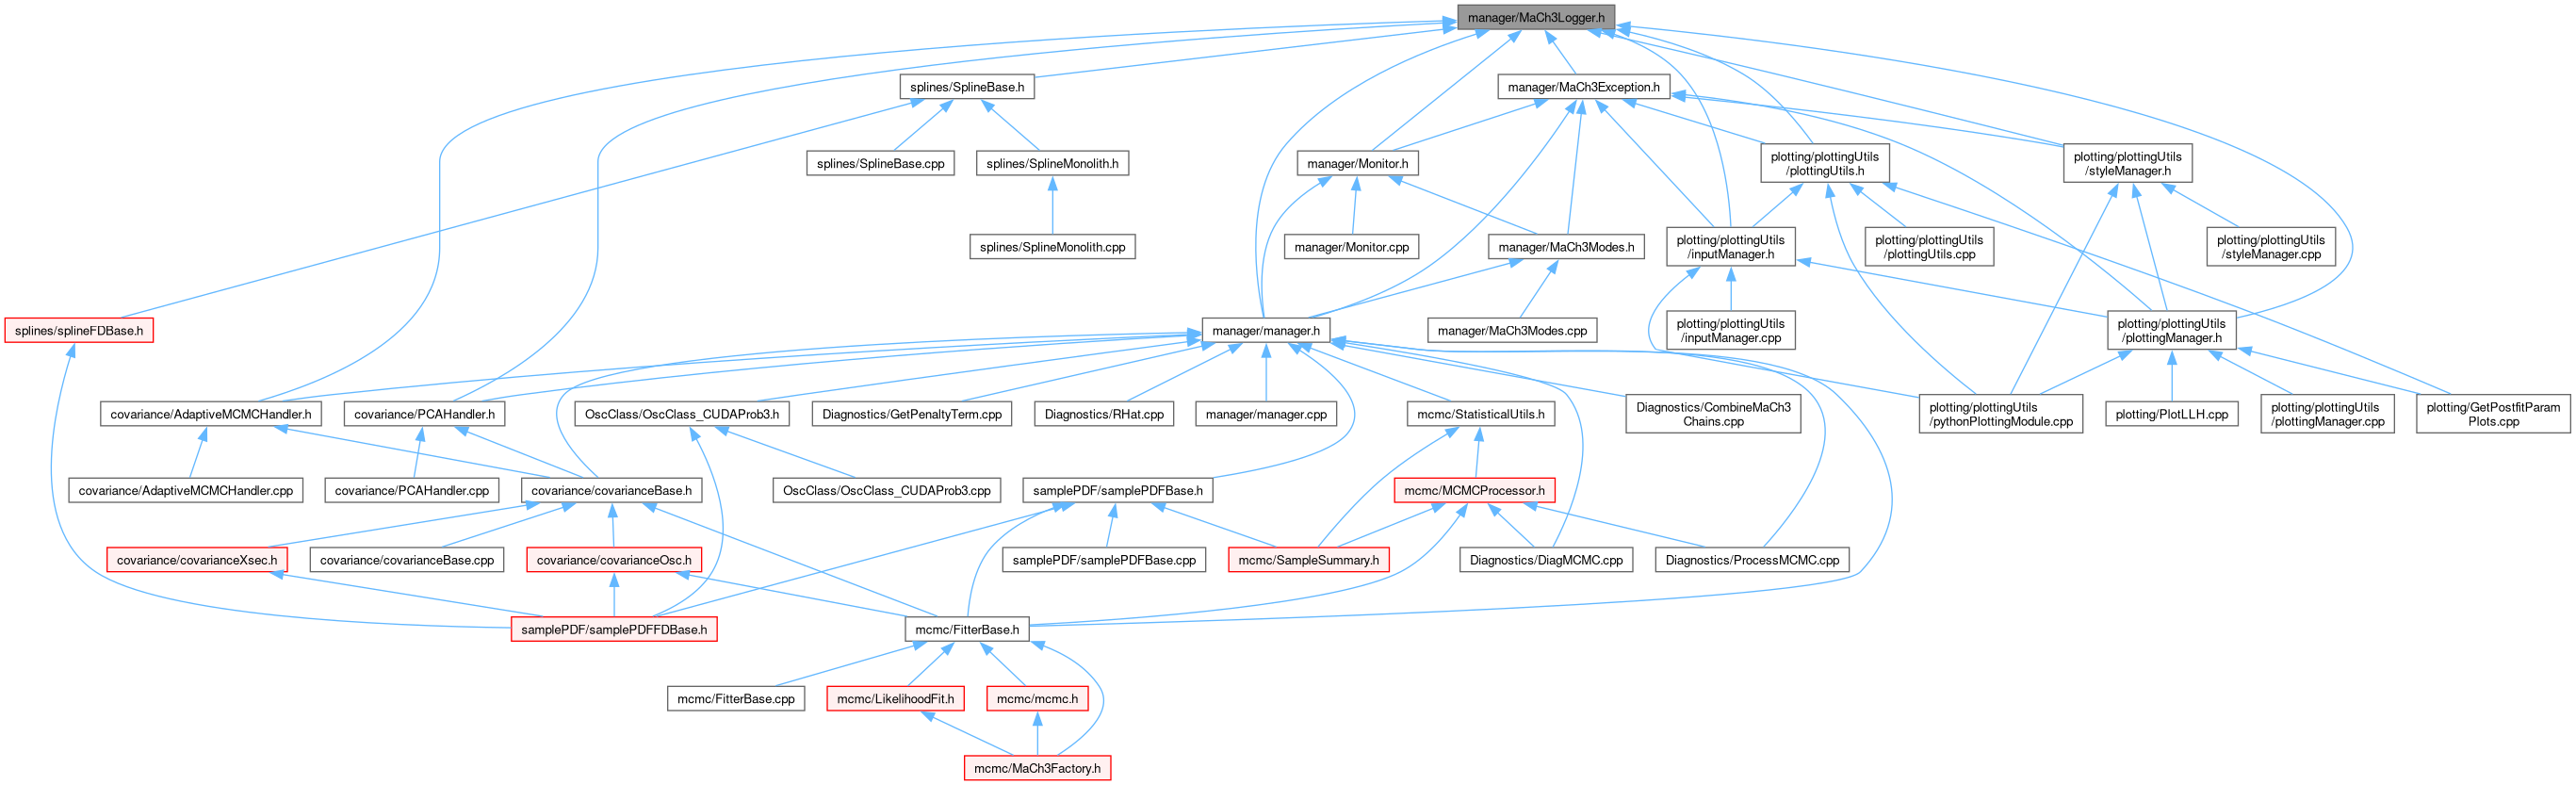 manager/MaCh3Logger.h
splines/SplineBase.h
manager/MaCh3Exception.h
splines/SplineBase.cpp
splines/SplineMonolith.h
manager/Monitor.h
plotting/plottingUtils
/plottingUtils.h
plotting/plottingUtils
/styleManager.h
splines/SplineMonolith.cpp
manager/Monitor.cpp
manager/MaCh3Modes.h
plotting/plottingUtils
/inputManager.h
plotting/plottingUtils
/plottingUtils.cpp
plotting/plottingUtils
/styleManager.cpp
splines/splineFDBase.h
manager/manager.h
manager/MaCh3Modes.cpp
plotting/plottingUtils
/inputManager.cpp
plotting/plottingUtils
/plottingManager.h
covariance/AdaptiveMCMCHandler.h
covariance/PCAHandler.h
OscClass/OscClass_CUDAProb3.h
Diagnostics/GetPenaltyTerm.cpp
Diagnostics/RHat.cpp
manager/manager.cpp
mcmc/StatisticalUtils.h
Diagnostics/CombineMaCh3
Chains.cpp
plotting/plottingUtils
/pythonPlottingModule.cpp
plotting/PlotLLH.cpp
plotting/plottingUtils
/plottingManager.cpp
plotting/GetPostfitParam
Plots.cpp
covariance/AdaptiveMCMCHandler.cpp
covariance/PCAHandler.cpp
covariance/covarianceBase.h
OscClass/OscClass_CUDAProb3.cpp
samplePDF/samplePDFBase.h
mcmc/MCMCProcessor.h
covariance/covarianceXsec.h
covariance/covarianceBase.cpp
covariance/covarianceOsc.h
samplePDF/samplePDFBase.cpp
mcmc/SampleSummary.h
Diagnostics/DiagMCMC.cpp
Diagnostics/ProcessMCMC.cpp
samplePDF/samplePDFFDBase.h
mcmc/FitterBase.h
mcmc/FitterBase.cpp
mcmc/LikelihoodFit.h
mcmc/mcmc.h
mcmc/MaCh3Factory.h